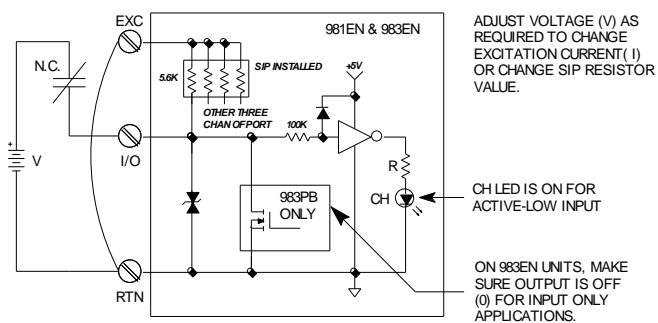 EXC
981EN & 983EN
ADJUST VOLTAGE (V) AS
REQUIRED TO CHANGE
EXCITATION CURRENT( I )
OR CHANGE SIP RESISTOR
VALUE.
N.C.
5.6K
SIP INSTALLED
+5V
OTHER THREE
CHAN OF PORT
100K
+
V
I/O
R
CH
983PB
ONLY
CH LED IS ON FOR
ACTIVE-LOW INPUT
RTN
ON 983EN UNITS, MAKE
SURE OUTPUT IS OFF
(0) FOR INPUT ONLY
APPLICATIONS.